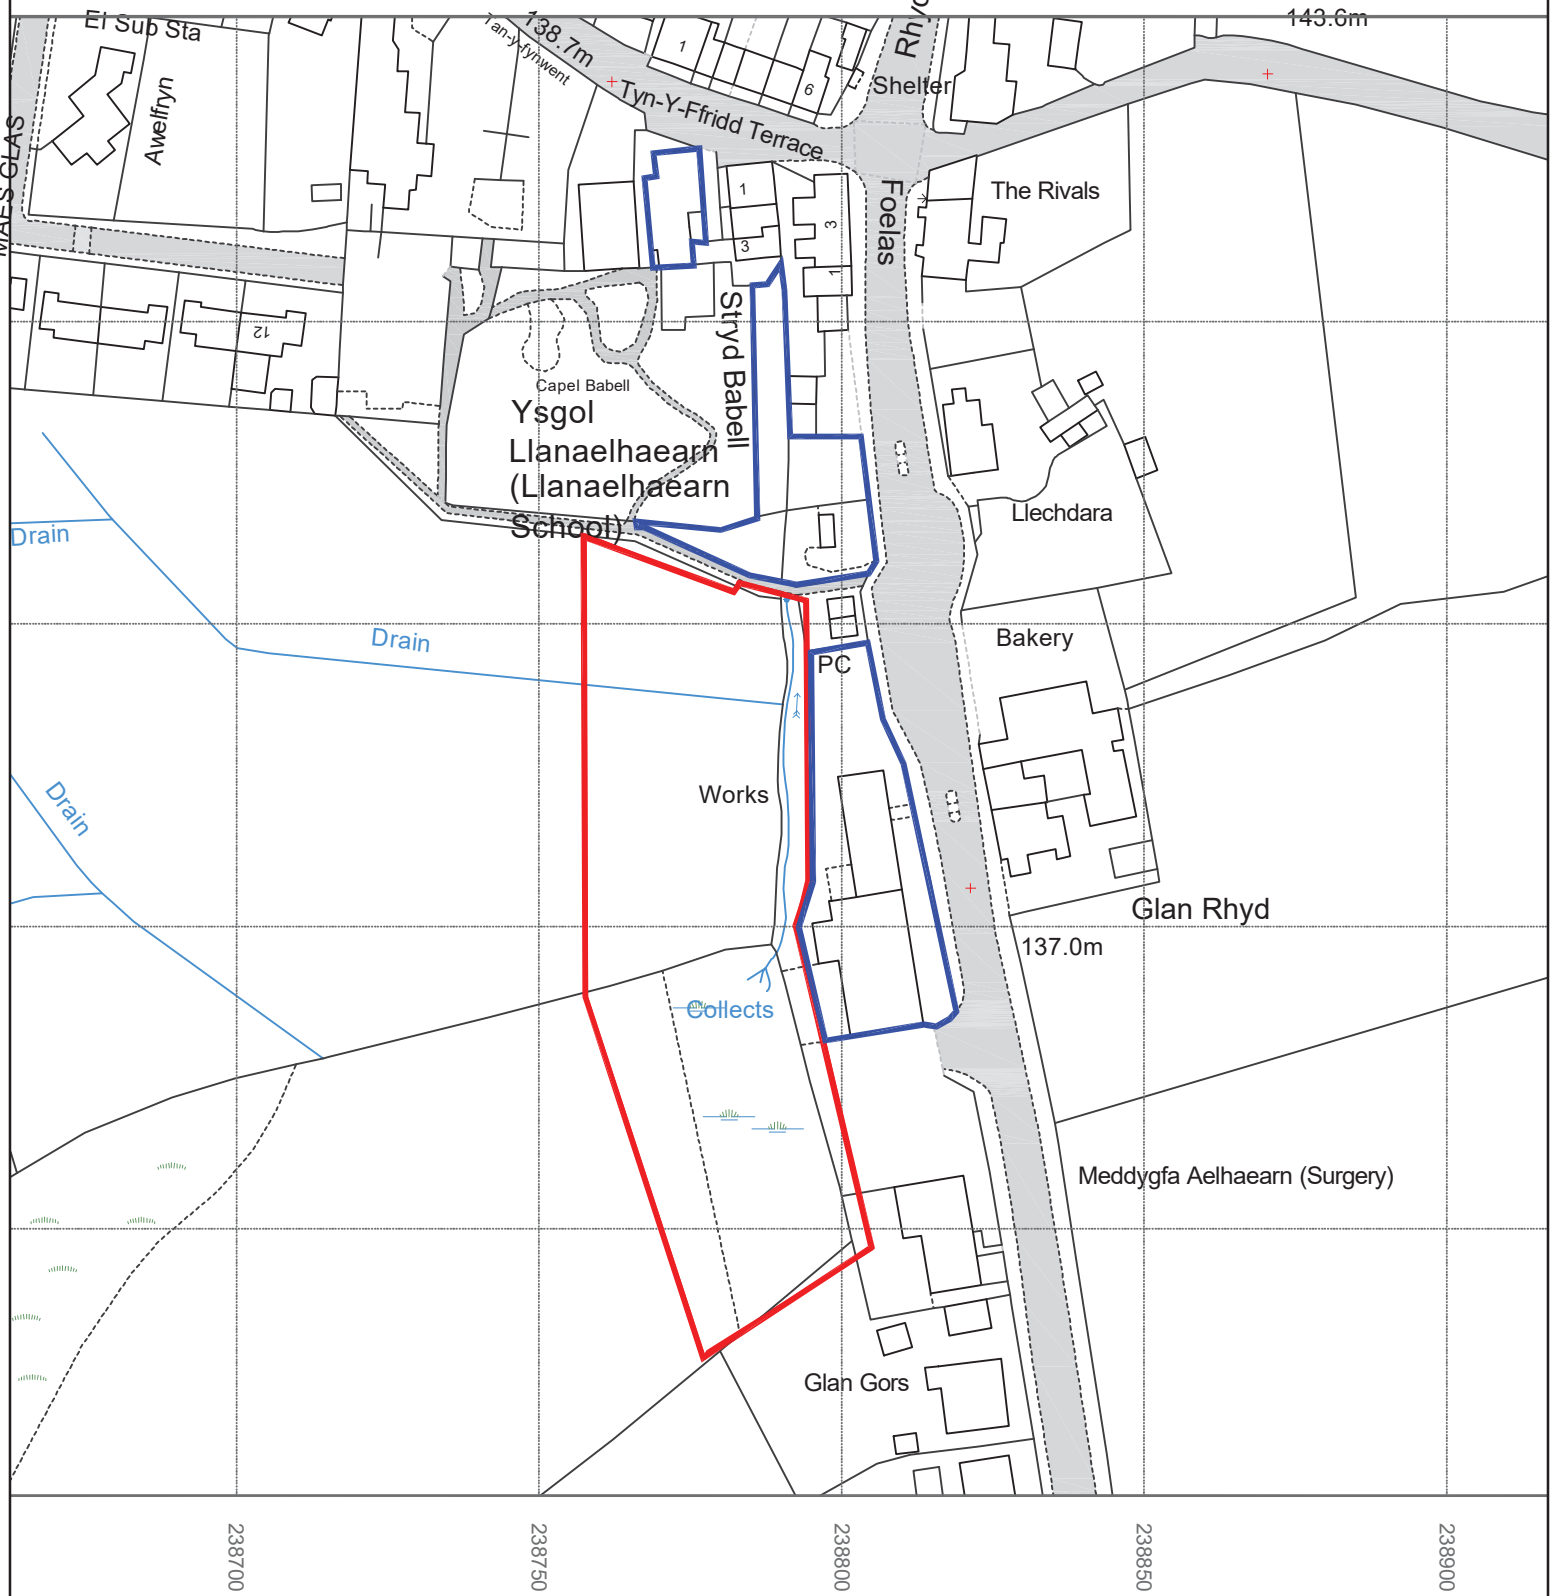 El Sub Sta
138.7m
Tan-y-fynwent
1
6
Rhyd
Shelter
143.6m
Awelfryn
MAES GLAS
Tyn-Y-Ffridd Terrace
The Rivals
Foelas
1
3
3
1
12
Stryd Babell
Capel Babell
Ysgol
Llanaelhaearn
(Llanaelhaearn
School)
Llechdara
Drain
Drain
Bakery
PC
Works
Drain
Glan Rhyd
137.0m
Collects
Meddygfa Aelhaearn (Surgery)
Glan Gors
238700
238750
238800
238850
238900